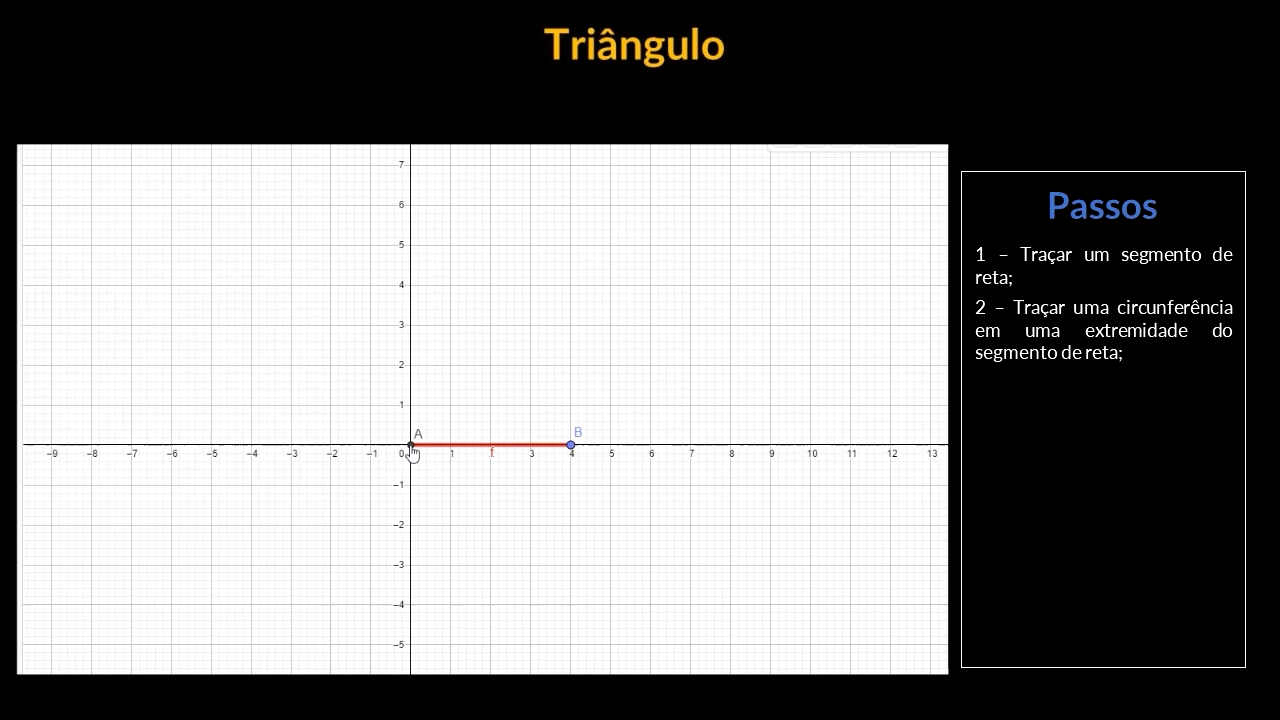 Triângulo
7
6
5
4
3
2
1
A
B
−9 −8 −7 −6 −5 −4 −3 −2 −1 0 1 f 3 4 5 6 7 8 9 10 11 12 13
−1
−2
−3
−4
−5
Passos
1 – Traçar um segmento de
reta;
2 – Traçar uma circunferência
em uma extremidade do
segmento de reta;